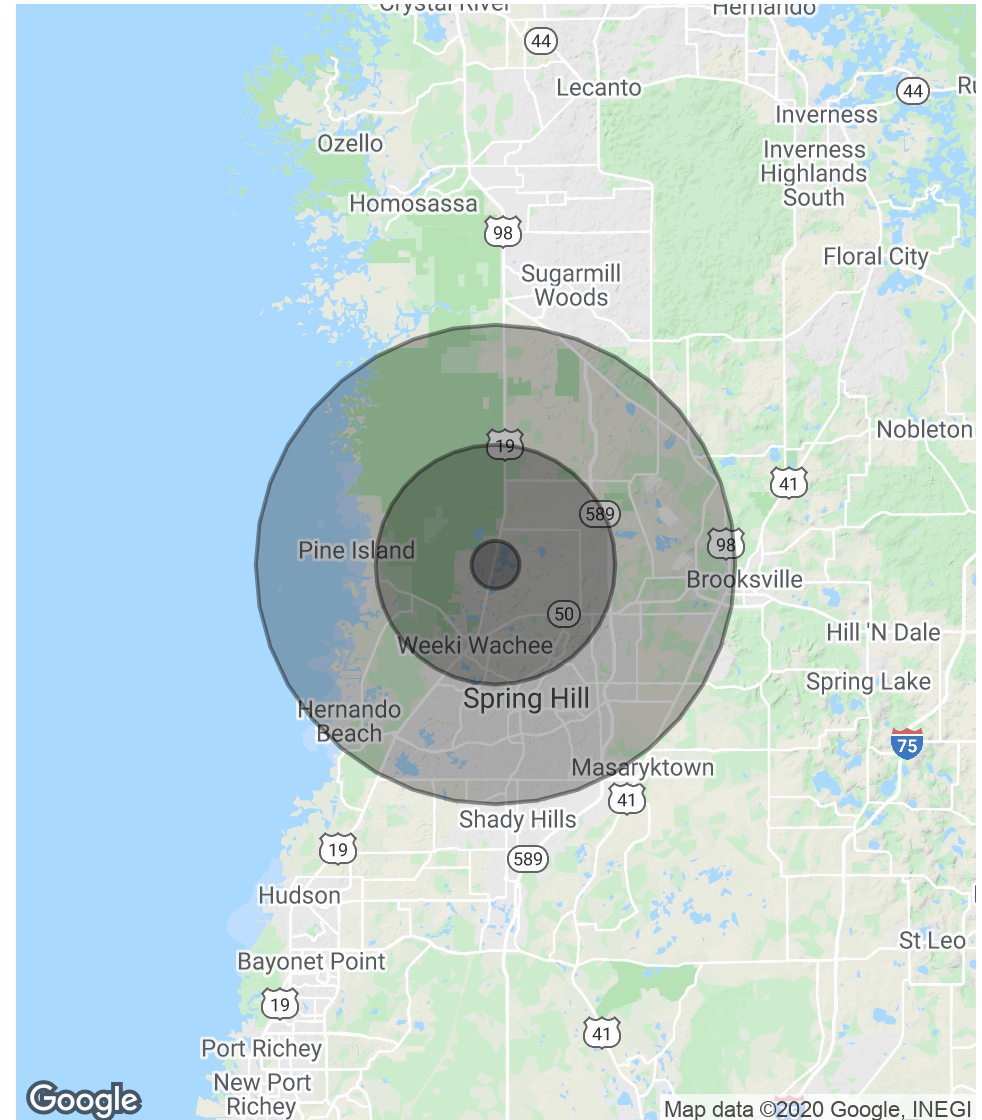 Crystal River
Hernando
44
Lecanto
44
Inverness
Ozello
Inverness
Highlands
South
Homosassa
98
Floral City
Sugarmill
Woods
Nobleton
19
41
589
98
Pine Island
Brooksville
50
Hill 'N Dale
Weeki Wachee
Spring Lake
Spring Hill
Hernando
Beach
75
Masaryktown
41
Shady Hills
19
589
Hudson
St Leo
Bayonet Point
19
41
Port Richey
New Port
Richey
Google
Map data ©2020 Google, INEGI